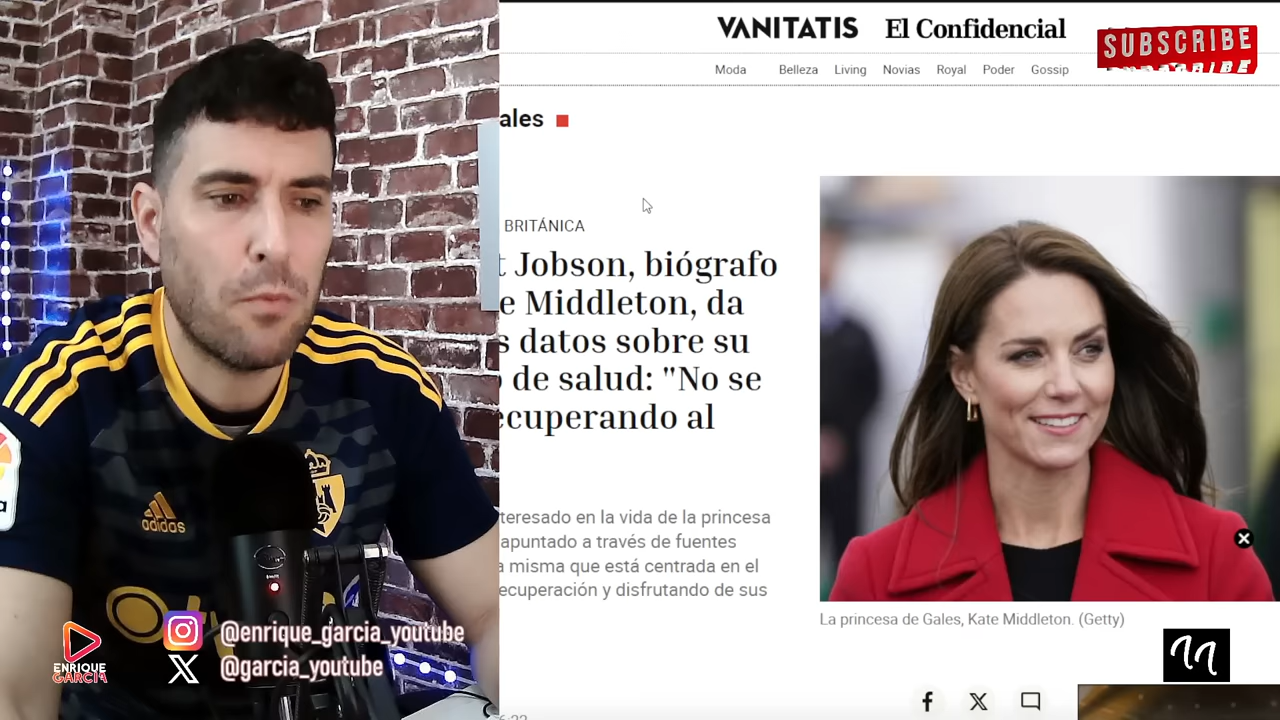 VANITATIS El Confidencial
SUBSCRIBE
Moda Belleza Living Novias Royal Poder Gossip
ales
BRITÁNICA
t Jobson, biógrafo
e Middleton, da
s datos sobre su
de salud: "No se
ecuperando al
teresado en la vida de la princesa
apuntado a través de fuentes
a misma que está centrada en el
ecuperación y disfrutando de sus
La princesa de Gales, Kate Middleton. (Getty)
adidas
@enrique_garcia_youtube
@garcia_youtube
ENRIQUE
GARCIA